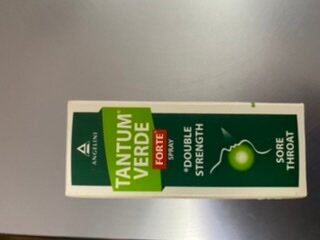 ANGELINI
TANTUM®
VERDE
FORTE
SPRAY
*DOUBLE
STRENGTH
SORE
THROAT